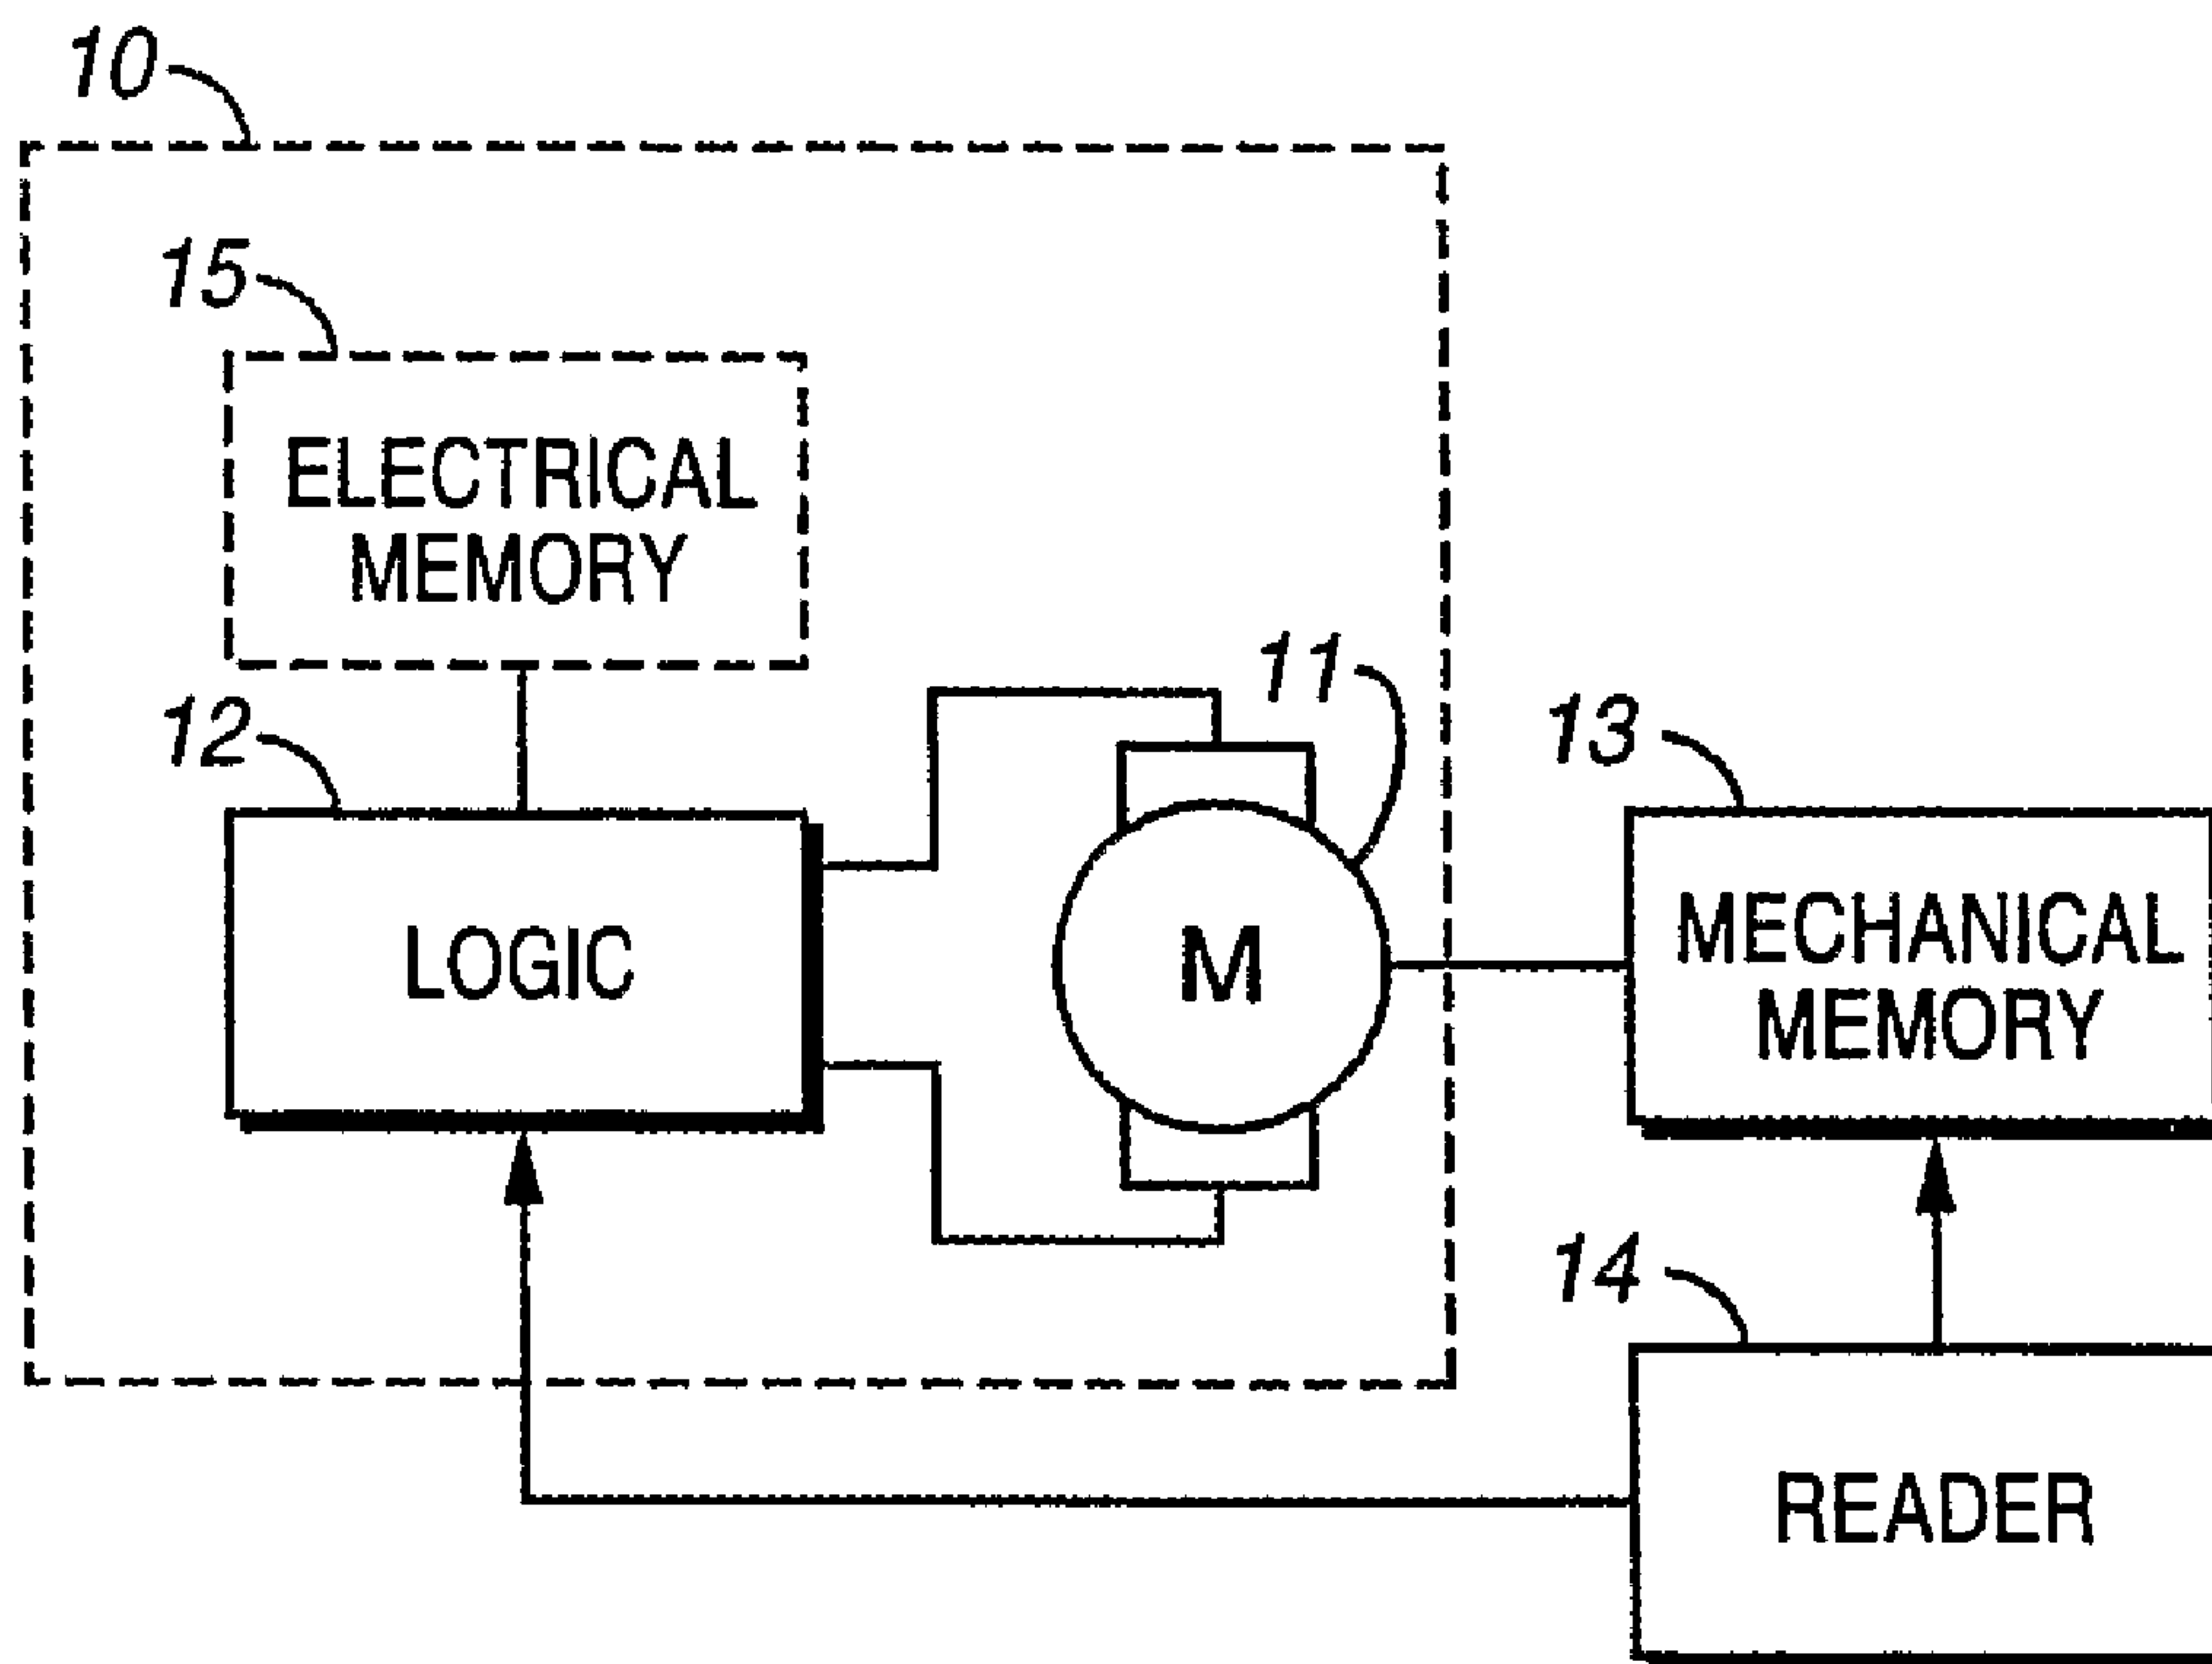 10
15
ELECTRICAL
MEMORY
12
11
13
LOGIC
M
MECHANICAL
MEMORY
14
READER